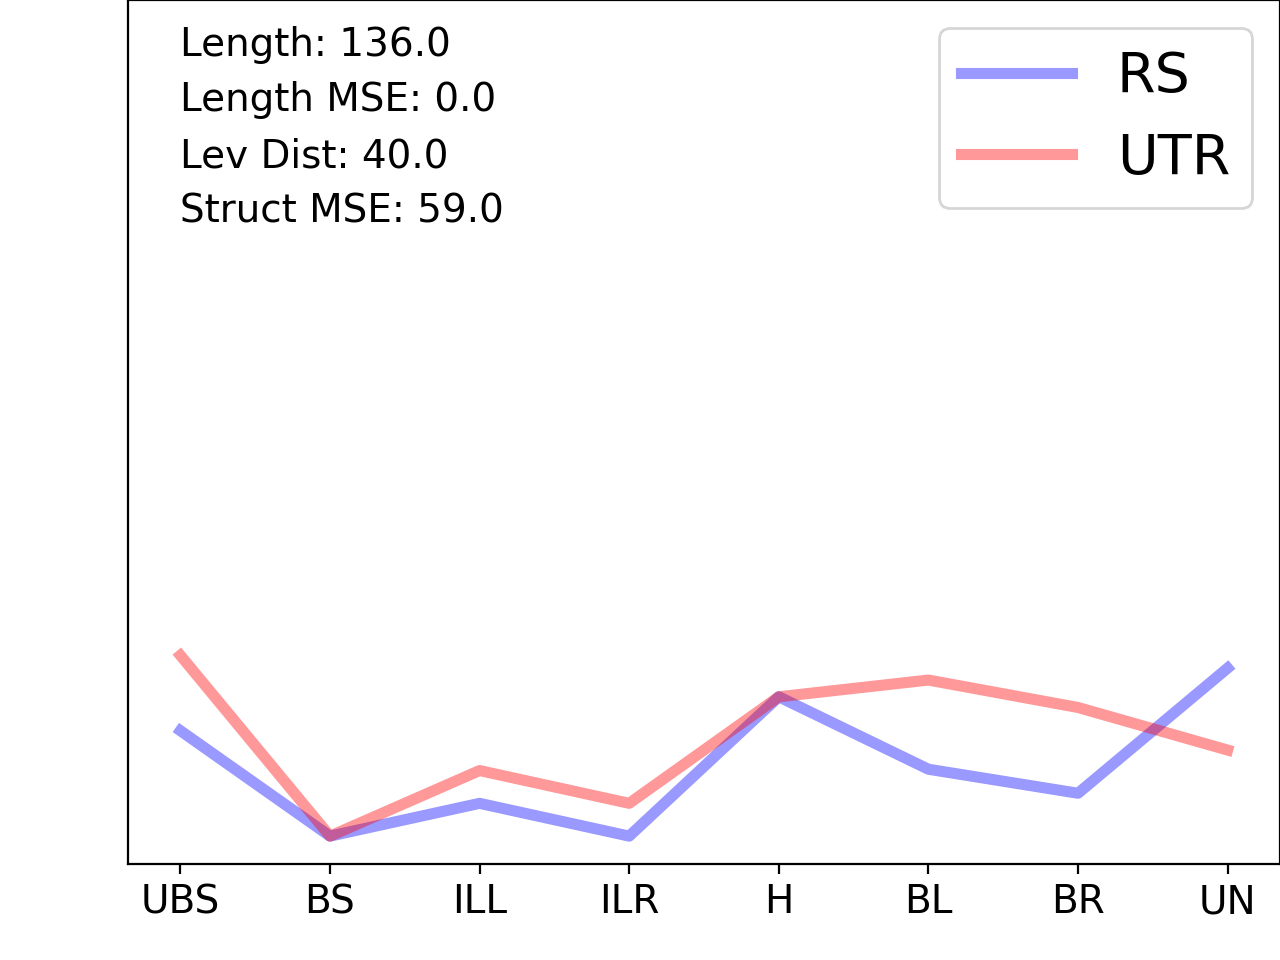 Length: 136.0
Length MSE: 0.0
Lev Dist: 40.0
Struct MSE: 59.0
RS
UTR
UBS BS ILL ILR H BL BR UN